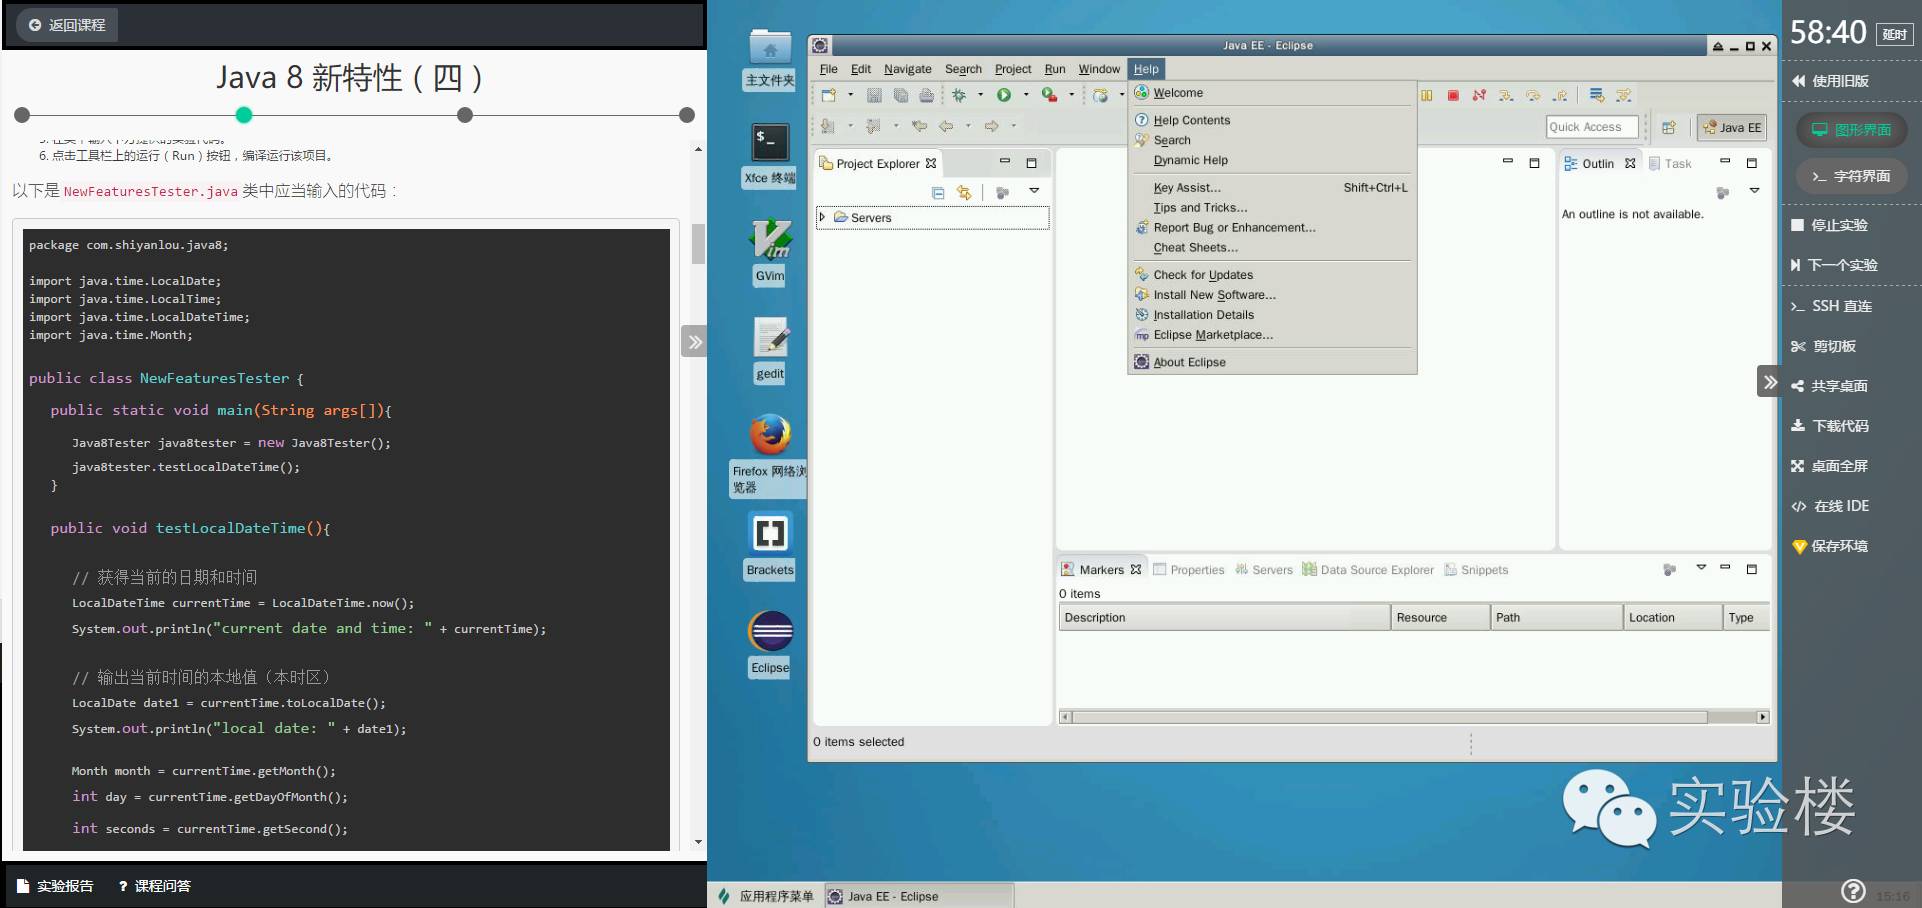 返回课程
Java 8 新特性（四）
6. 点击工具栏上的运行（Run）按钮，编译运行该项目。
以下是 NewFeaturesTester.java 类中应当输入的代码：
package com.shiyanlou.java8;
import java.time.LocalDate;
import java.time.LocalTime;
import java.time.LocalDateTime;
import java.time.Month;
public class NewFeaturesTester {
public static void main(String args[]){
Java8Tester java8tester = new Java8Tester();
java8tester.testLocalDateTime();
}
public void testLocalDateTime(){
// 获得当前的日期和时间
LocalDateTime currentTime = LocalDateTime.now();
System.out.println("current date and time: " + currentTime);
// 输出当前时间的本地值（本时区）
LocalDate date1 = currentTime.toLocalDate();
System.out.println("local date: " + date1);
Month month = currentTime.getMonth();
int day = currentTime.getDayOfMonth();
int seconds = currentTime.getSecond();
实验报告
? 课程问答
主文件夹
Xfce 终端
GVim
gedit
Firefox 网络浏
览器
Brackets
Eclipse
Java EE - Eclipse
File Edit Navigate Search Project Run Window Help
Quick Access
Java EE
Welcome
Help Contents
Search
Dynamic Help
Key Assist... Shift+Ctrl+L
Tips and Tricks...
Report Bug or Enhancement...
Cheat Sheets...
Check for Updates
Install New Software...
Installation Details
Eclipse Marketplace...
About Eclipse
Project Explorer
Servers
Outlin
Task
An outline is not available.
Markers Properties Servers Data Source Explorer Snippets
0 items
Description Resource Path Location Type
0 items selected
应用程序菜单
Java EE - Eclipse
58:40 延时
使用旧版
图形界面
字符界面
停止实验
下一个实验
SSH 直连
剪切板
共享桌面
下载代码
桌面全屏
在线 IDE
保存环境
实验楼
15:16